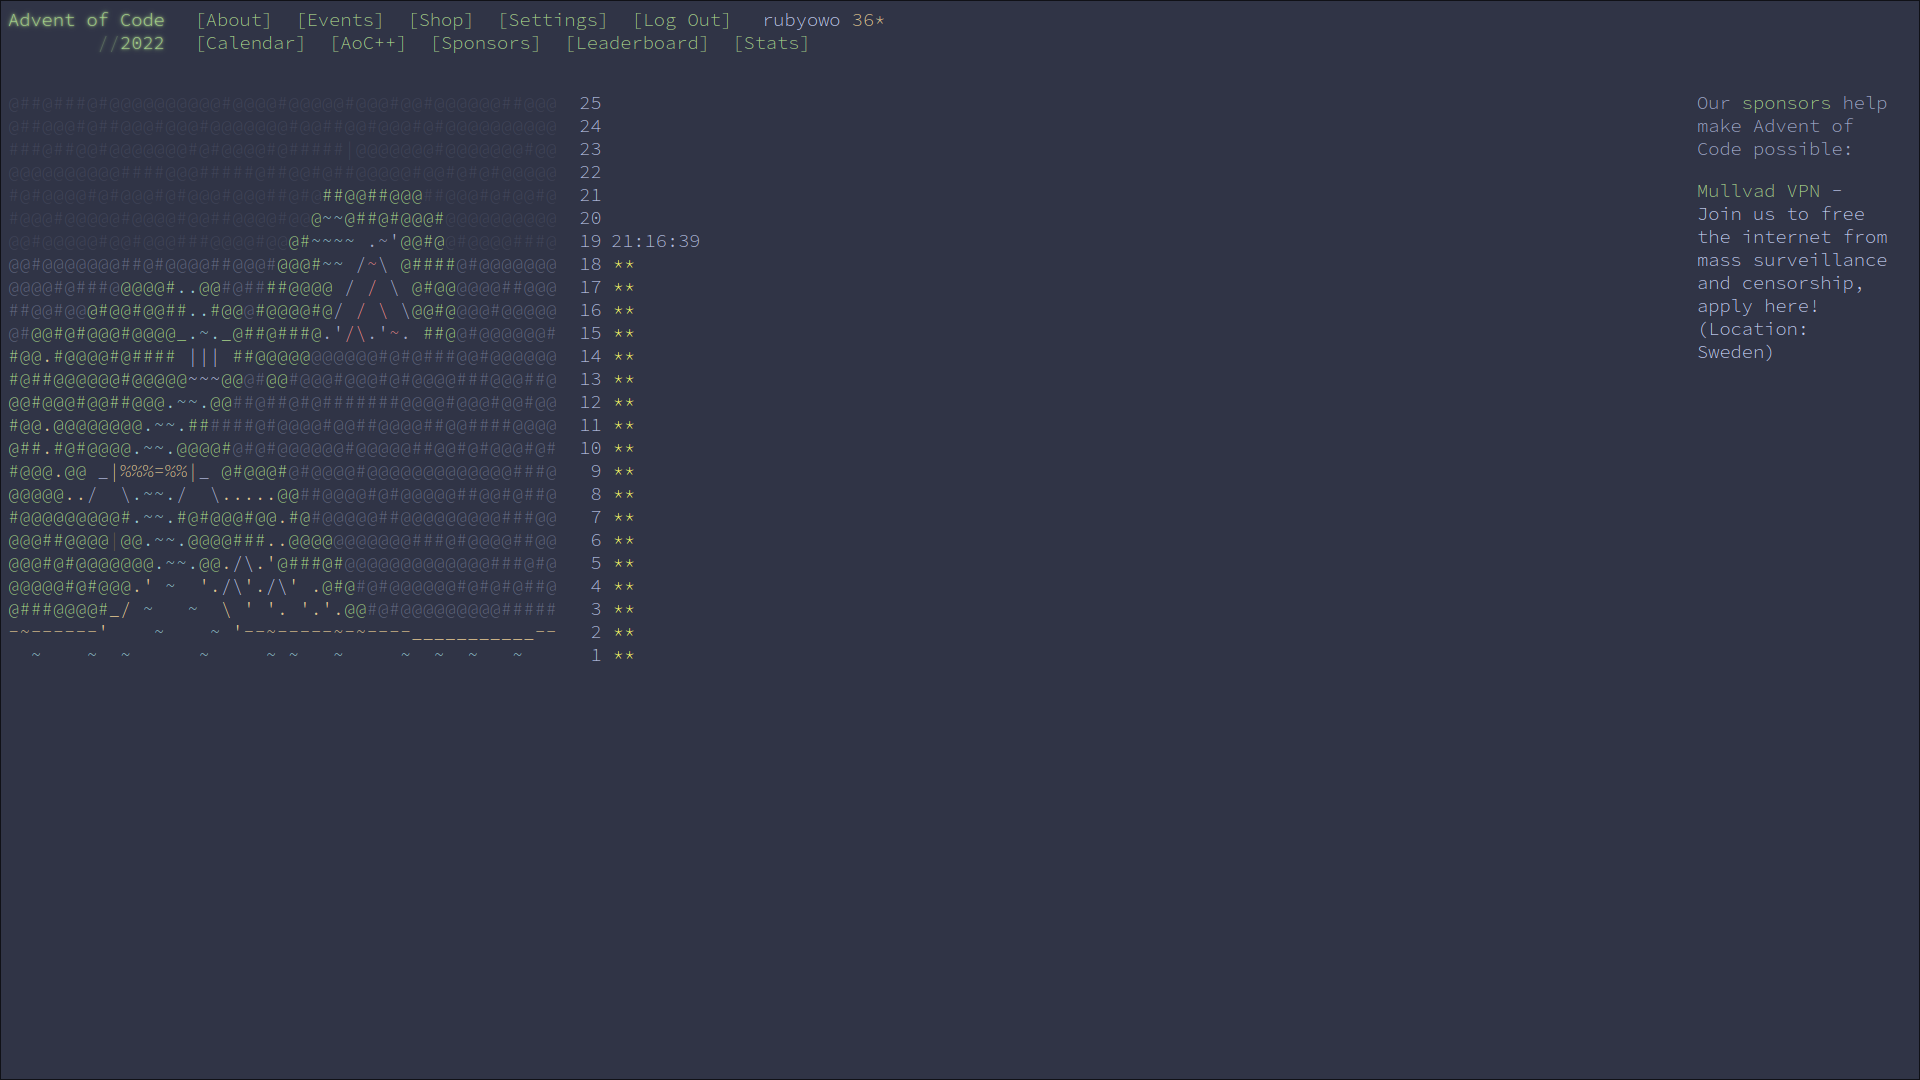 Advent of Code [About] [Events] [Shop] [Settings] [Log Out] rubyowo 36*
//2022 [Calendar] [AoC++] [Sponsors] [Leaderboard] [Stats]
25
24
23
22
21
20
19 21:16:39
18 **
17 **
16 **
15 **
14 **
13 **
12 **
11 **
10 **
9 **
8 **
7 **
6 **
5 **
4 **
3 **
2 **
1 **
Our sponsors help
make Advent of
Code possible:
Mullvad VPN -
Join us to free
the internet from
mass surveillance
and censorship,
apply here!
(Location:
Sweden)